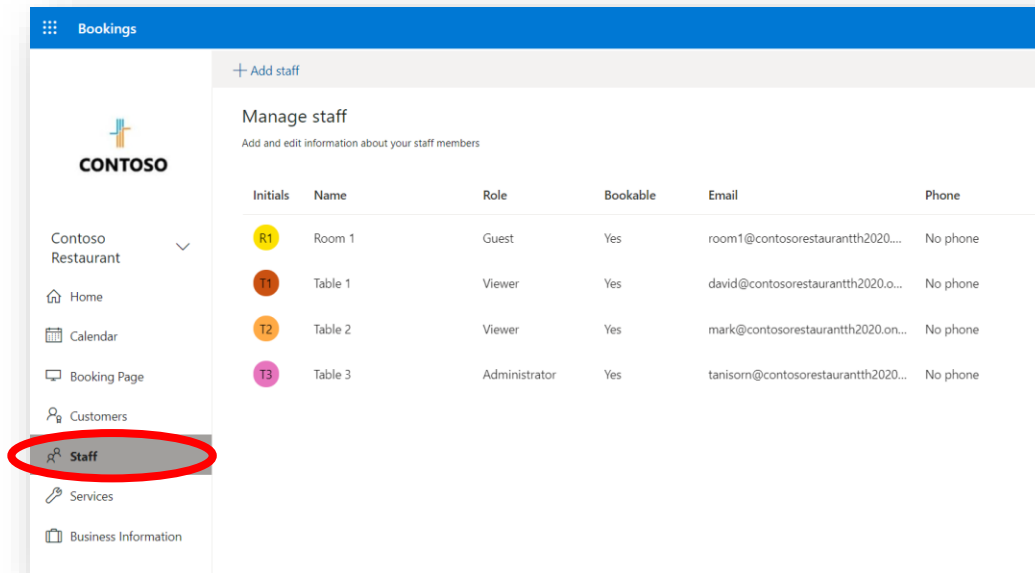 Bookings
+ Add staff
CONTOSO
Manage staff
Add and edit information about your staff members
Contoso
Restaurant
Home
Calendar
Booking Page
Customers
Staff
Services
Business Information
Initials Name Role Bookable Email Phone
R1 Room 1 Guest Yes room1@contosorestaurantth2020.... No phone
T1 Table 1 Viewer Yes david@contosorestaurantth2020.o... No phone
T2 Table 2 Viewer Yes mark@contosorestaurantth2020.on... No phone
T3 Table 3 Administrator Yes tanisorn@contosorestaurantth2020... No phone